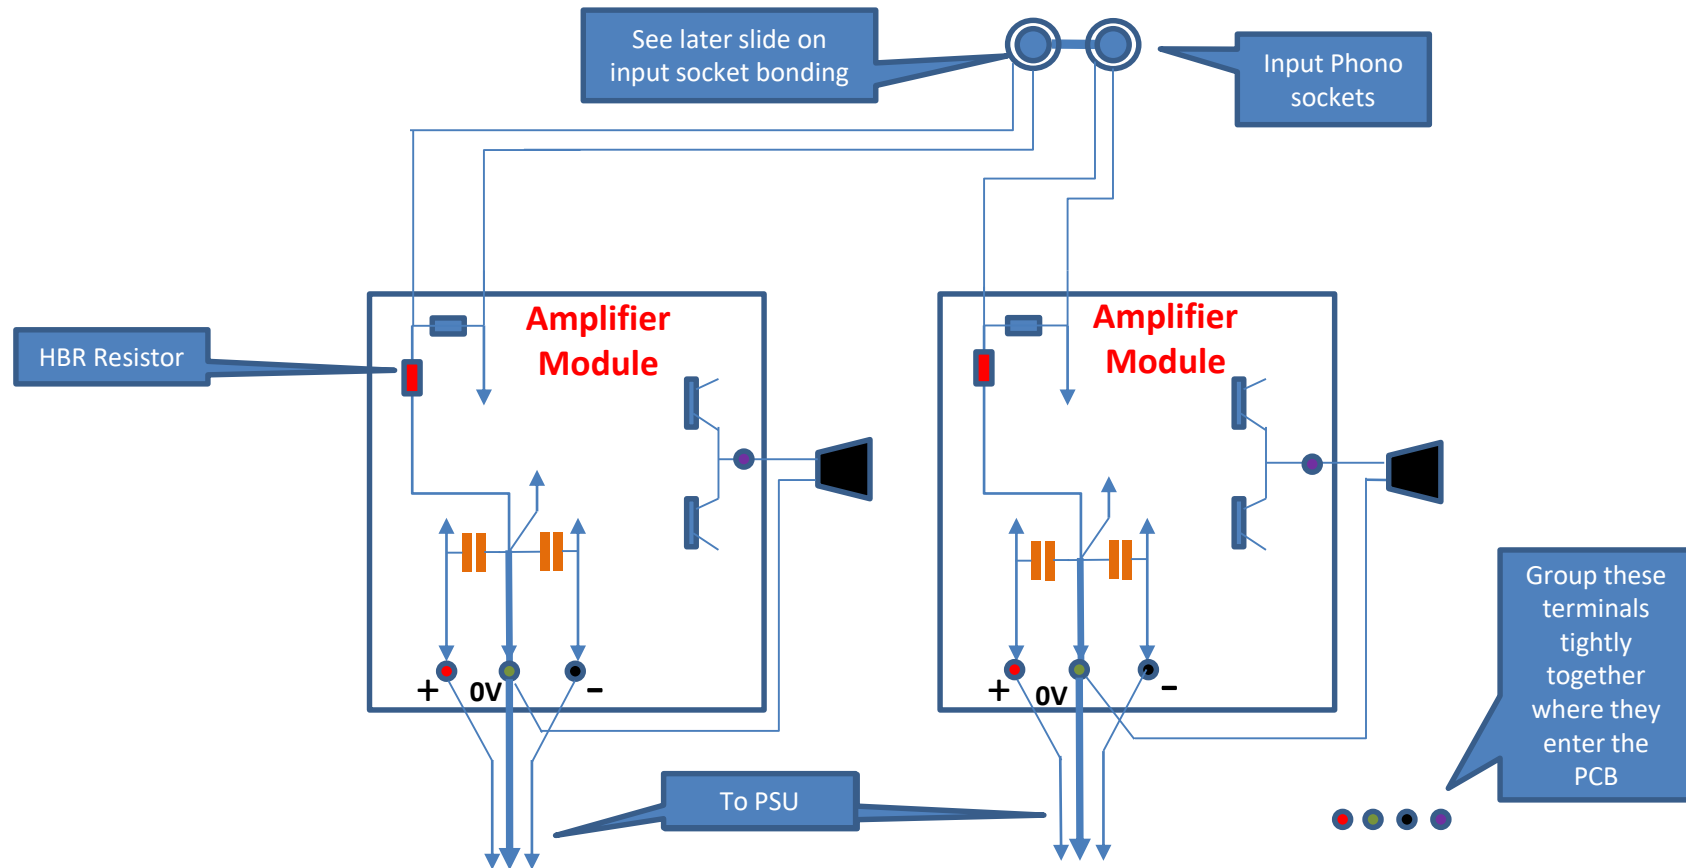 See later slide on
input socket bonding
Input Phono
sockets
Amplifier
Module
Amplifier
Module
HBR Resistor
+ 0V -
+ 0V -
Group these
terminals
tightly
together
where they
enter the
PCB
To PSU